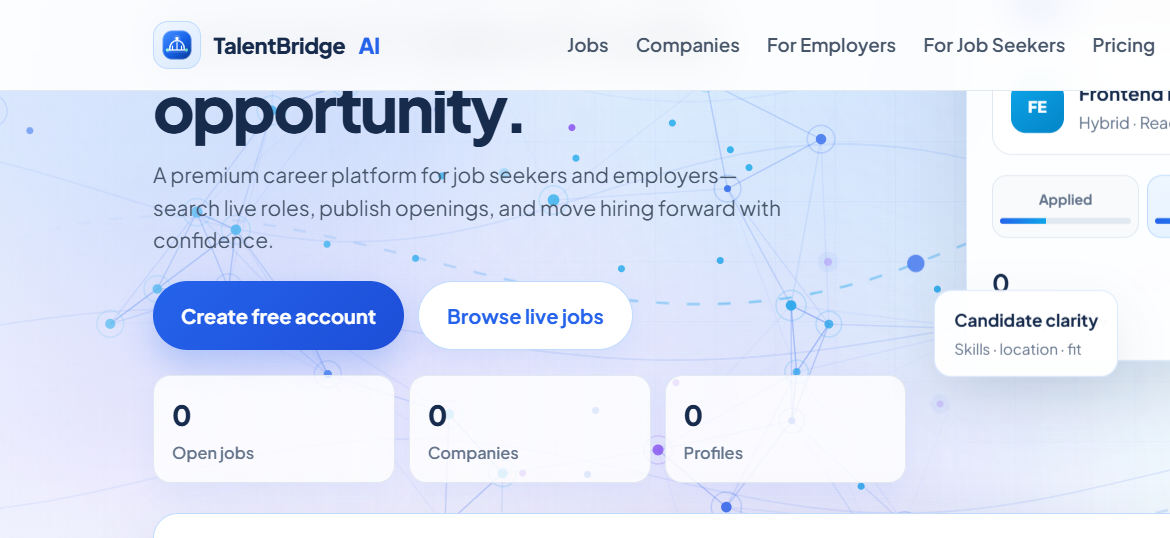 TalentBridge AI
Jobs
Companies
For Employers
For Job Seekers
Pricing
opportunity.
A premium career platform for job seekers and employers—
search live roles, publish openings, and move hiring forward with
confidence.
Create free account
Browse live jobs
0
Open jobs
0
Companies
0
Profiles
FE
Frontend
Hybrid ·
Applied
0
Candidate clarity
Skills · location · fit